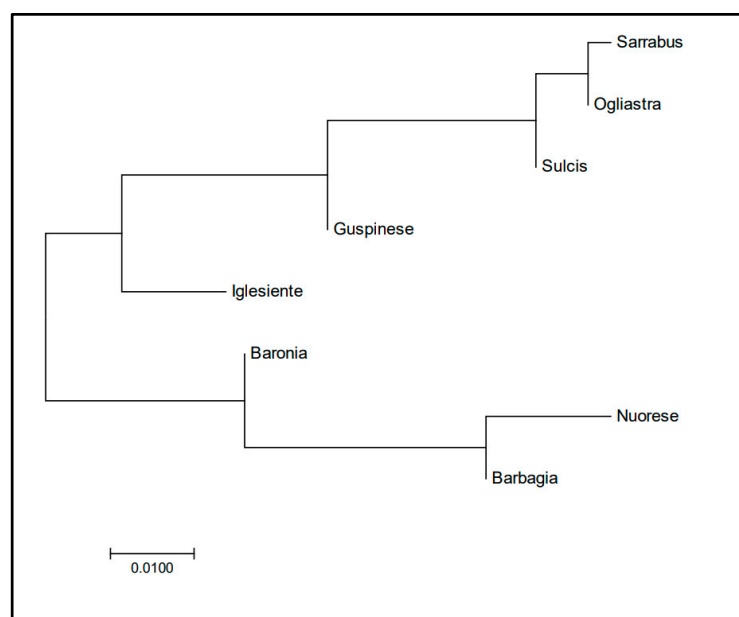 Sarrabus
Ogliastra
Sulcis
Guspinese
Iglesiente
Baronia
Nuorese
Barbagia
0.0100